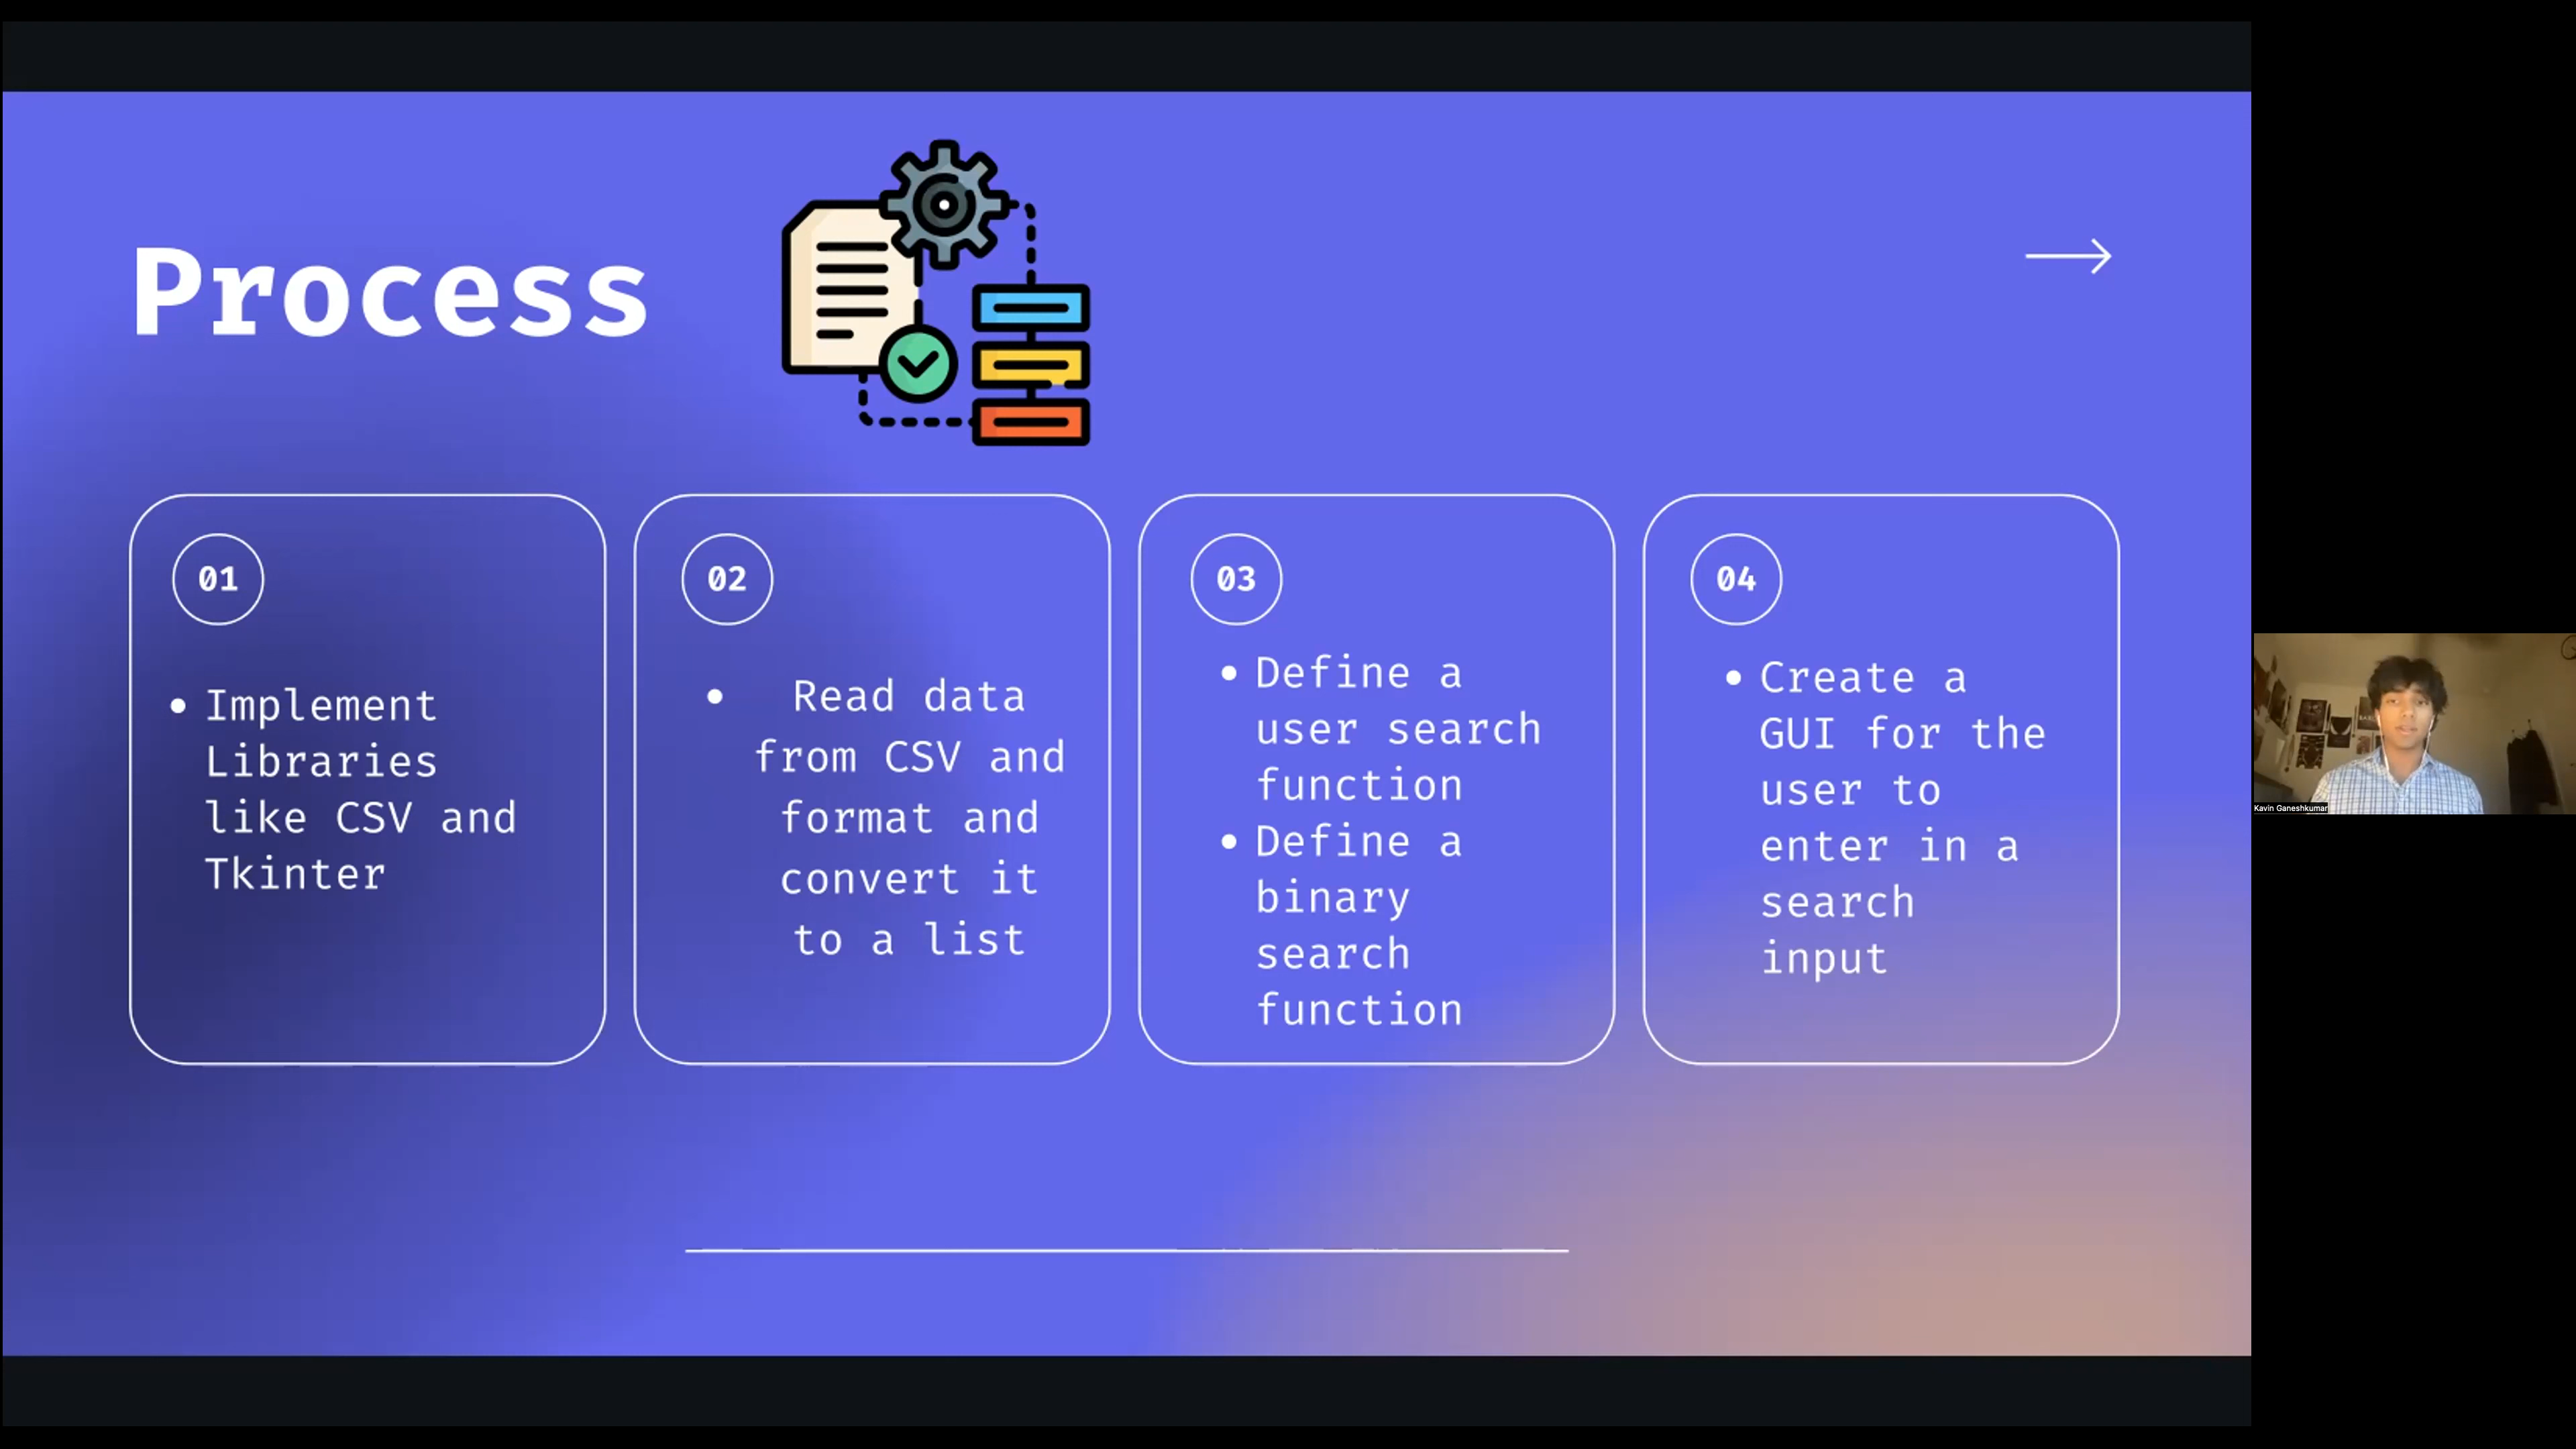 Process
01
• Implement
Libraries
like CSV and
Tkinter
02
• Read data
from CSV and
format and
convert it
to a list
03
• Define a
user search
function
• Define a
binary
search
function
04
• Create a
GUI for the
user to
enter in a
search
input
Kavin Ganeshkumar